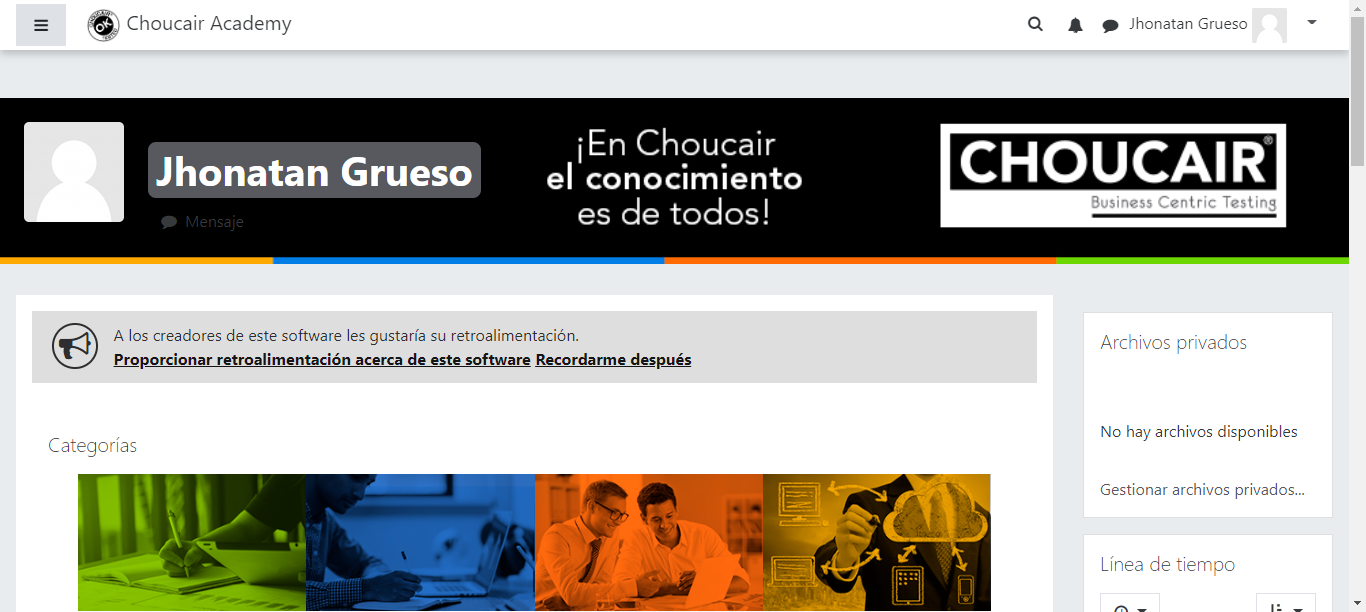 Choucair Academy
Jhonatan Grueso
Jhonatan Grueso
Mensaje
¡En Choucair
el conocimiento
es de todos!
CHOUCAIR®
Business Centric Testing
A los creadores de este software les gustaría su retroalimentación.
Proporcionar retroalimentación acerca de este software Recordarme después
Categorías
Archivos privados
No hay archivos disponibles
Gestionar archivos privados...
Línea de tiempo